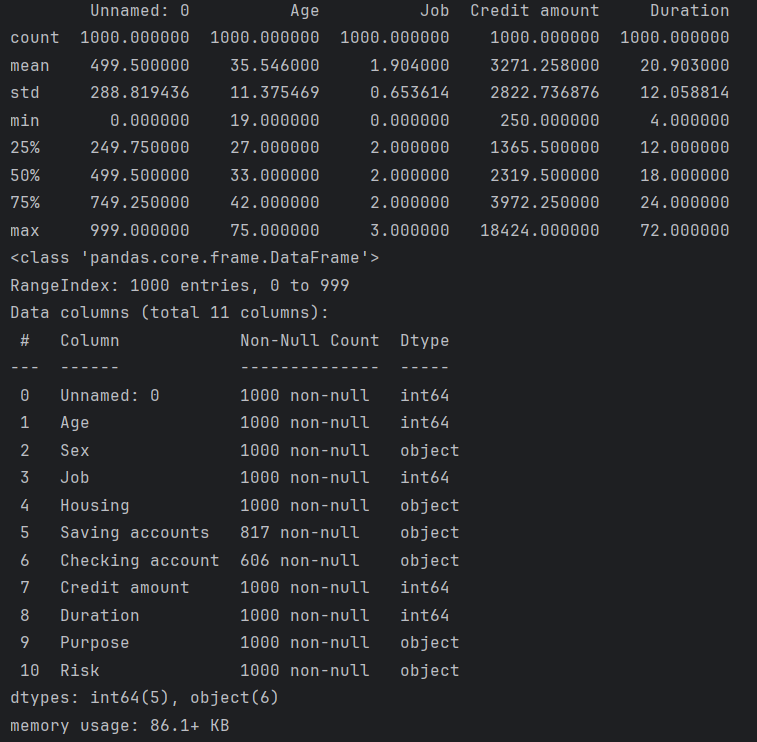 Unnamed: 0 Age Job Credit amount Duration
count 1000.000000 1000.000000 1000.000000 1000.000000 1000.000000
mean 499.500000 35.546000 1.904000 3271.258000 20.903000
std 288.819436 11.375469 0.653614 2822.736876 12.058814
min 0.000000 19.000000 0.000000 250.000000 4.000000
25% 249.750000 27.000000 2.000000 1365.500000 12.000000
50% 499.500000 33.000000 2.000000 2319.500000 18.000000
75% 749.250000 42.000000 2.000000 3972.250000 24.000000
max 999.000000 75.000000 3.000000 18424.000000 72.000000
<class 'pandas.core.frame.DataFrame'>
RangeIndex: 1000 entries, 0 to 999
Data columns (total 11 columns):
# Column Non-Null Count Dtype
--- ------ -------------- -----
0 Unnamed: 0 1000 non-null int64
1 Age 1000 non-null int64
2 Sex 1000 non-null object
3 Job 1000 non-null int64
4 Housing 1000 non-null object
5 Saving accounts 817 non-null object
6 Checking account 606 non-null object
7 Credit amount 1000 non-null int64
8 Duration 1000 non-null int64
9 Purpose 1000 non-null object
10 Risk 1000 non-null object
dtypes: int64(5), object(6)
memory usage: 86.1+ KB